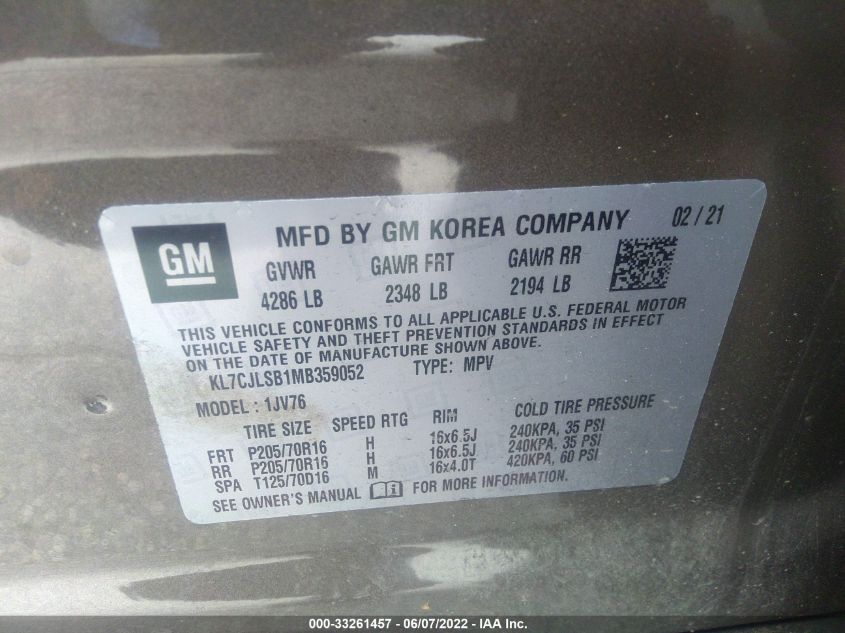 GM
MFD BY GM KOREA COMPANY 02 / 21
GVWR GAWR FRT GAWR RR
4286 LB 2348 LB 2194 LB
THIS VEHICLE CONFORMS TO ALL APPLICABLE U.S. FEDERAL MOTOR
VEHICLE SAFETY AND THEFT PREVENTION STANDARDS IN EFFECT
ON THE DATE OF MANUFACTURE SHOWN ABOVE.
KL7CJLSB1MB359052 TYPE: MPV
MODEL : 1JV76
TIRE SIZE SPEED RTG RIM COLD TIRE PRESSURE
FRT P205/70R16 H 16x6.5J 240KPA, 35 PSI
RR P205/70R16 H 16x6.5J 240KPA, 35 PSI
SPA T125/70D16 M 16x4.0T 420KPA, 60 PSI
SEE OWNER'S MANUAL i FOR MORE INFORMATION.
000-33261457 - 06/07/2022 - IAA Inc.